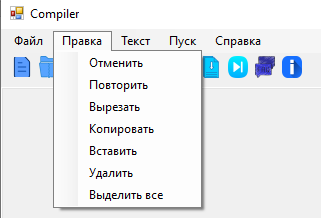 Compiler
Файл Правка Текст Пуск Справка
Отменить
Повторить
Вырезать
Копировать
Вставить
Удалить
Выделить все